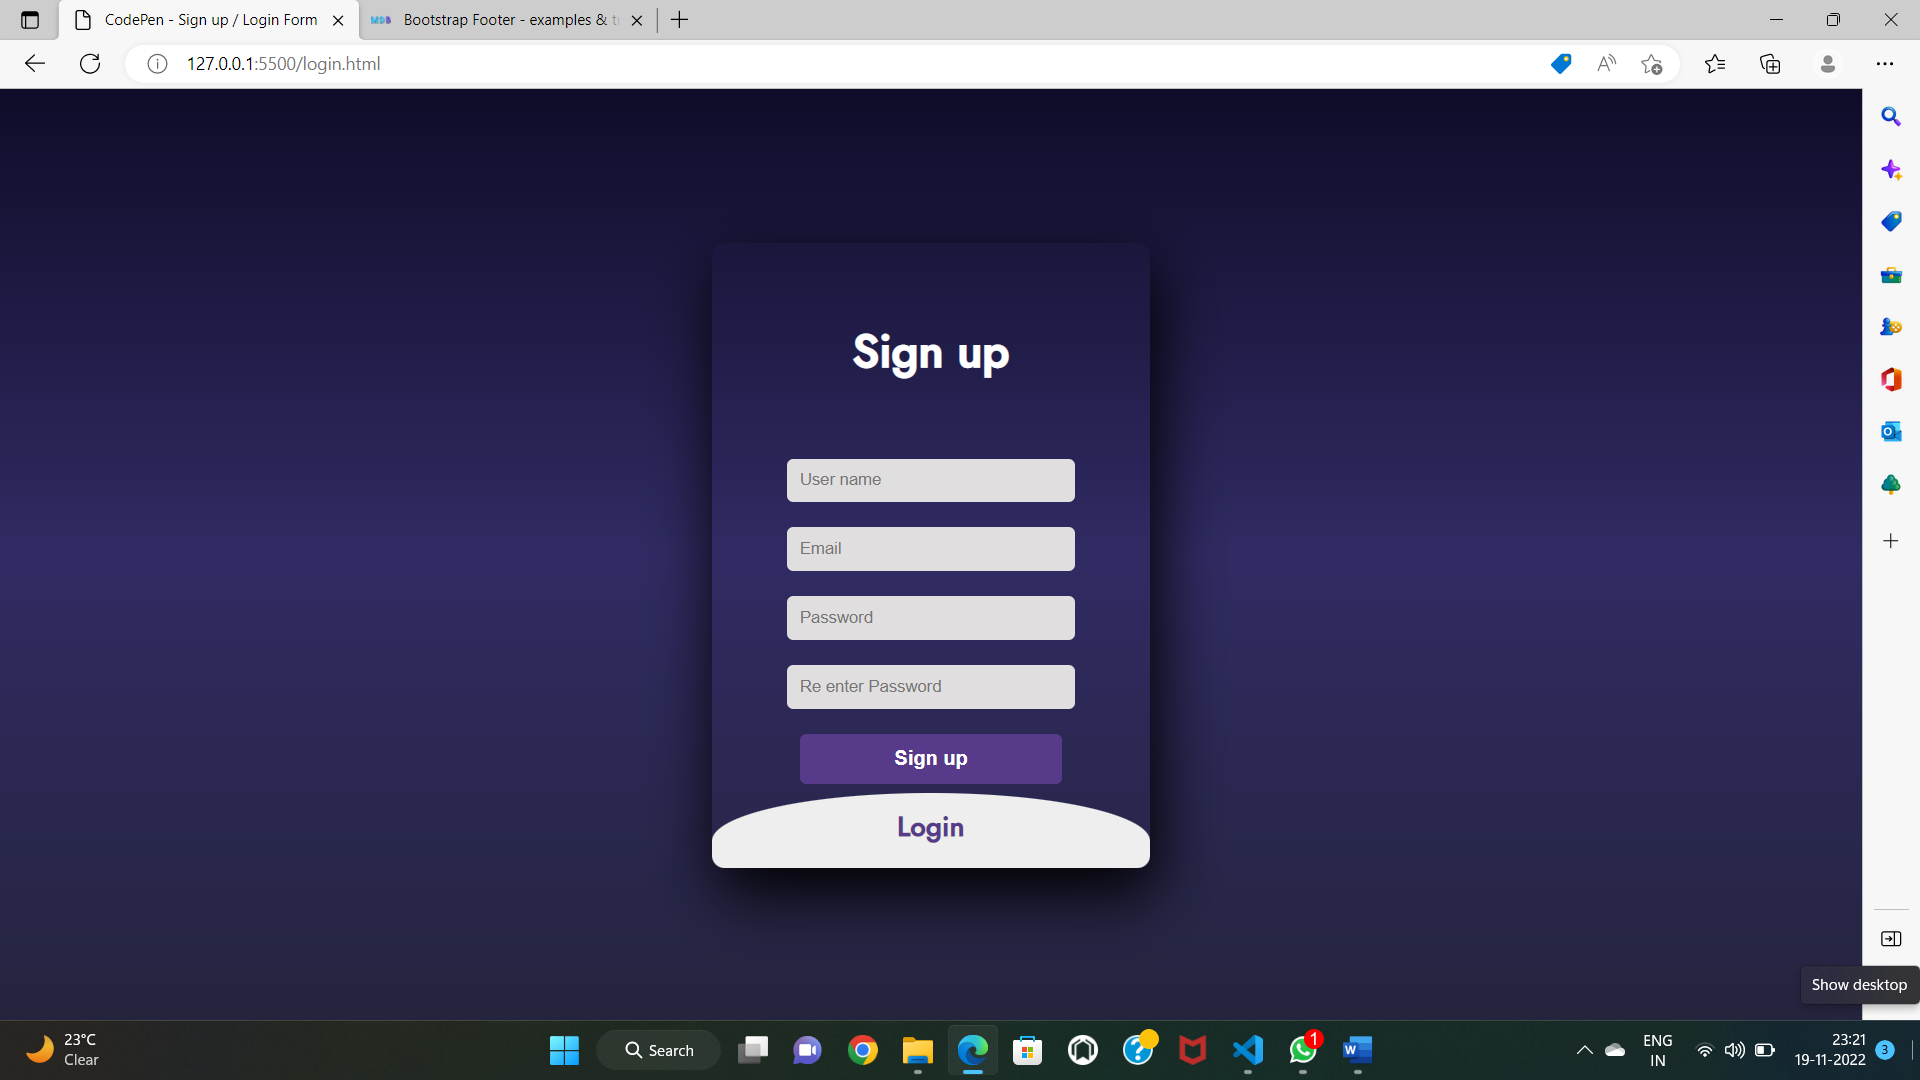 CodePen - Sign up / Login Form
MDB Bootstrap Footer - examples &
127.0.0.1:5500/login.html
Sign up
User name
Email
Password
Re enter Password
Sign up
Login
Show desktop
23°C
Clear
Search
1
ENG
IN
23:21
19-11-2022
3